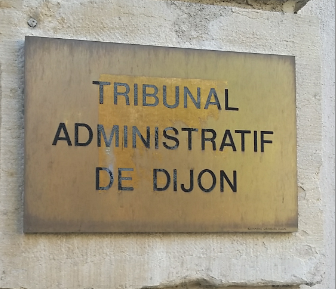 TRIBUNAL
ADMINISTRATIF
DE DIJON